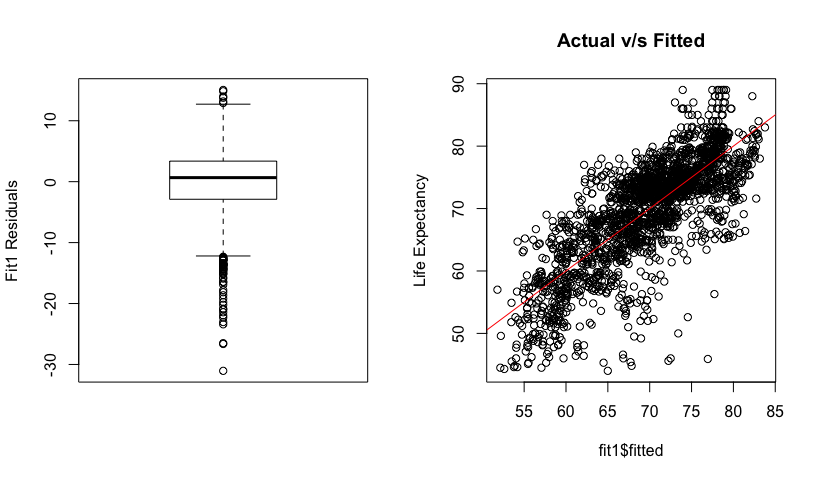 Fit1 Residuals
10
0
-10
-20
-30
Actual v/s Fitted
Life Expectancy
90
80
70
60
50
55 60 65 70 75 80 85
fit1$fitted